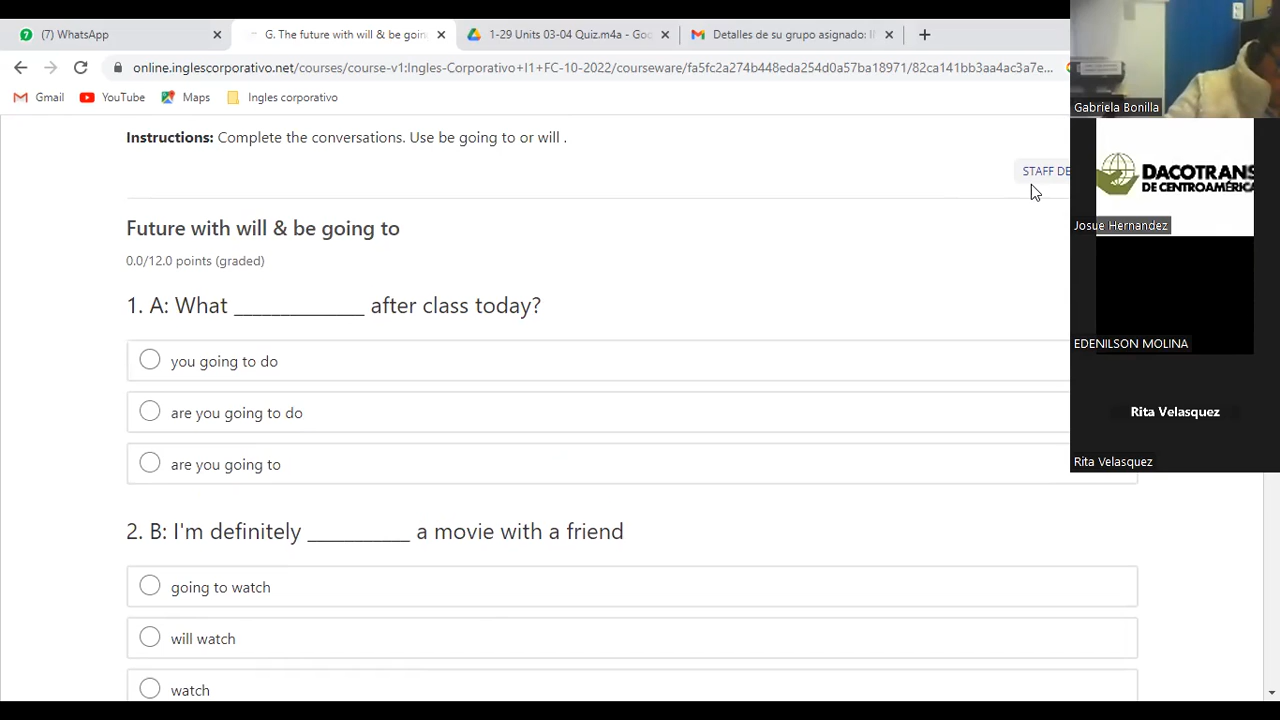 (7) WhatsApp
G. The future with will & be goin
1-29 Units 03-04 Quiz.m4a - Goo
Detalles de su grupo asignado: I
online.inglescorporativo.net/courses/course-v1:Ingles-Corporativo+I1+FC-10-2022/courseware/fa5fc2a274b448eda
0a57ba18971/82ca141bb3aa4ac3a7e...
Gmail
YouTube
Maps
Ingles corporativo
Instructions: Complete the conversations. Use be going to or will .
STAFF DE
Future with will & be going to
0.0/12.0 points (graded)
1. A: What ______________ after class today?
you going to do
are you going to do
are you going to
2. B: I'm definitely ___________ a movie with a friend
going to watch
will watch
watch
Gabriela Bonilla
DACOTRANS
DE CENTROAMÉRICA
Josue Hernandez
EDENILSON MOLINA
Rita Velasquez
Rita Velasquez